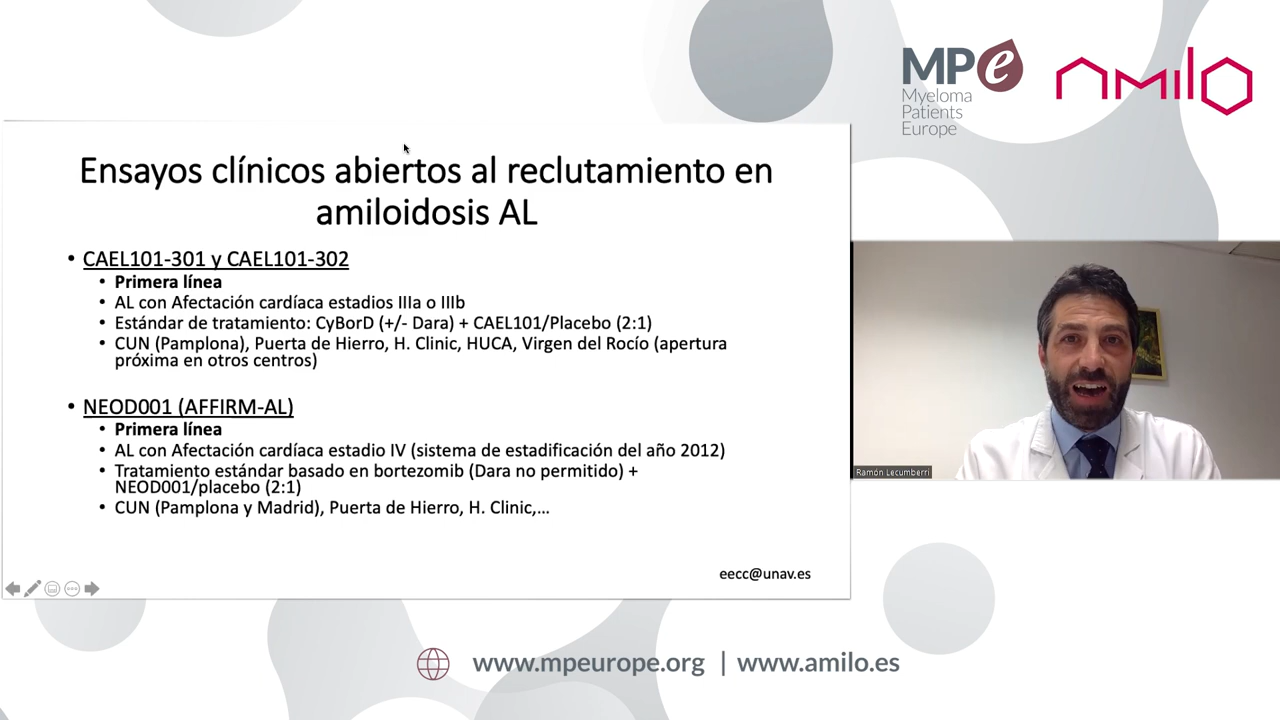 MPe
Myeloma
Patients
Europe
amilo
Ensayos clínicos abiertos al reclutamiento en
amiloidosis AL
• CAEL101-301 y CAEL101-302
• Primera línea
• AL con Afectación cardíaca estadios IIIa o IIIb
• Estándar de tratamiento: CyBorD (+/- Dara) + CAEL101/Placebo (2:1)
• CUN (Pamplona), Puerta de Hierro, H. Clinic, HUCA, Virgen del Rocío (apertura
próxima en otros centros)
• NEOD001 (AFFIRM-AL)
• Primera línea
• AL con Afectación cardíaca estadio IV (sistema de estadificación del año 2012)
• Tratamiento estándar basado en bortezomib (Dara no permitido) +
NEOD001/placebo (2:1)
• CUN (Pamplona y Madrid), Puerta de Hierro, H. Clinic,...
eecc@unav.es
Ramón Lecumberri
www.mpeurope.org | www.amilo.es